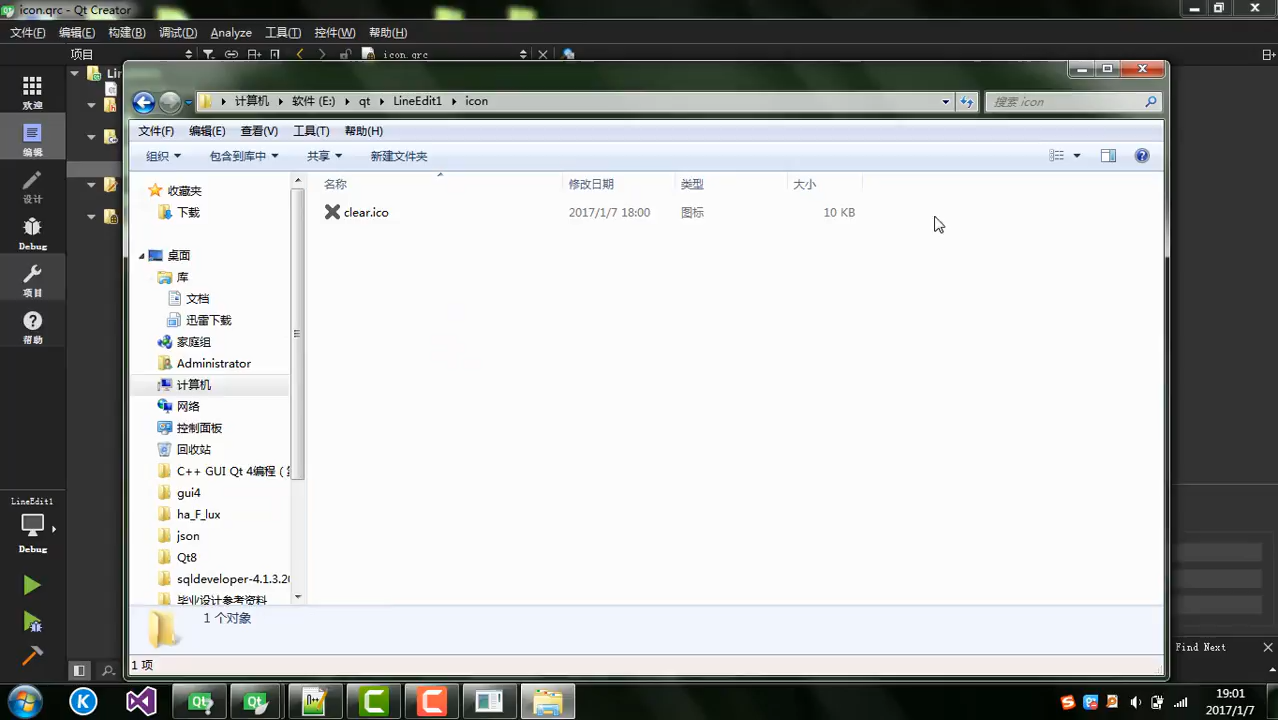 icon.qrc - Qt Creator
文件(F) 编辑(E) 构建(B) 调试(D) Analyze 工具(T) 控件(W) 帮助(H)
项目
icon.qrc
Lin
欢迎
编辑
设计
Debug
项目
帮助
LineEdit1
Debug
计算机 软件 (E:) qt LineEdit1 icon
搜索 icon
文件(F) 编辑(E) 查看(V) 工具(T) 帮助(H)
组织 包含到库中 共享 新建文件夹
名称 修改日期 类型 大小
clear.ico 2017/1/7 18:00 图标 10 KB
收藏夹
下载
桌面
库
文档
迅雷下载
家庭组
Administrator
计算机
网络
控制面板
回收站
C++ GUI Qt 4编程
gui4
ha_F_lux
json
Qt8
sqldeveloper-4.1.3.20
毕业设计参考资料
1 个对象
1 项
Find Next
19:01
2017/1/7